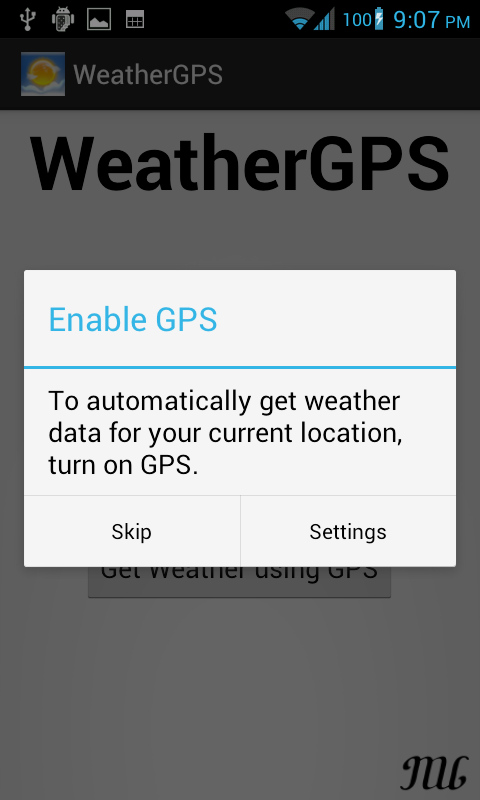 100 9:07 PM
WeatherGPS
WeatherGPS
Enable GPS
To automatically get weather
data for your current location,
turn on GPS.
Skip Settings
Get Weather using GPS